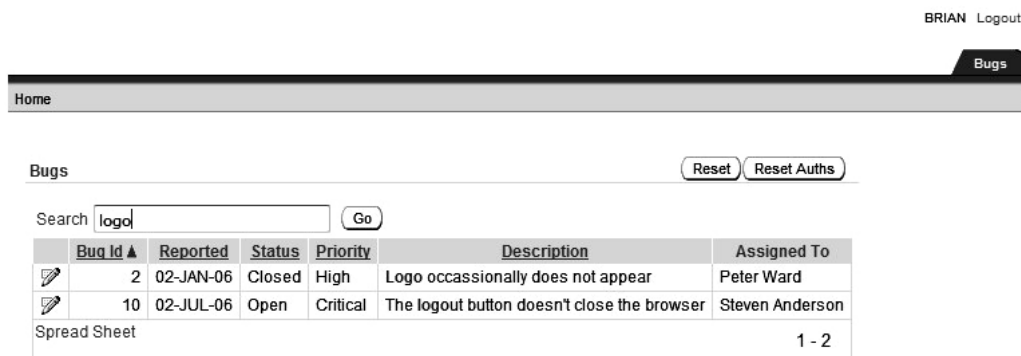 BRIAN Logout
Bugs
Home
Bugs
Reset Reset Auths
Search logo Go
Bug Id ▲ Reported Status Priority Description Assigned To
2 02-JAN-06 Closed High Logo occassionally does not appear Peter Ward
10 02-JUL-06 Open Critical The logout button doesn't close the browser Steven Anderson
Spread Sheet
1 - 2